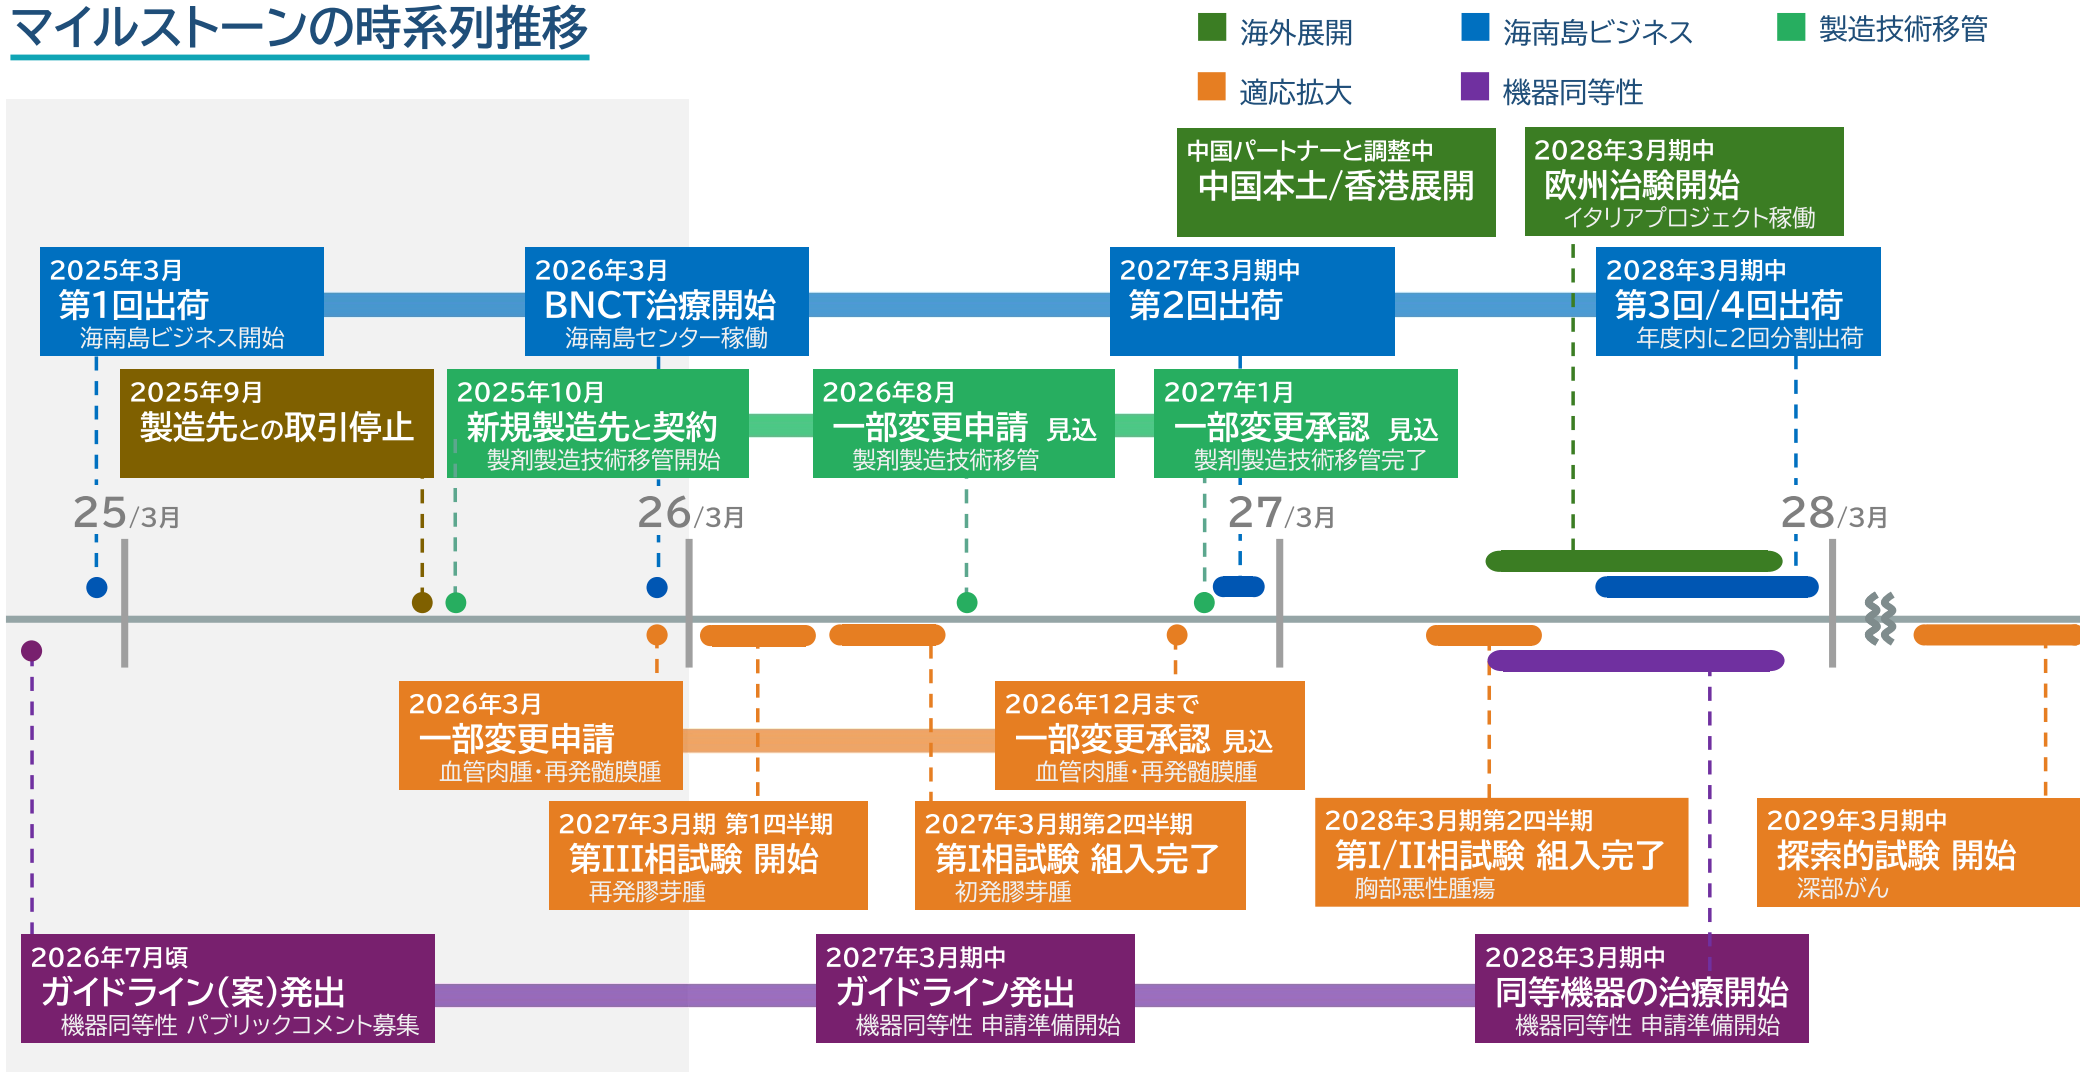 マイルストーンの時系列推移
海外展開
海南島ビジネス
製造技術移管
適応拡大
機器同等性
中国パートナーと調整中
中国本土/香港展開
2028年3月期中
欧州治験開始
イタリアプロジェクト稼働
2025年3月
第1回出荷
海南島ビジネス開始
2026年3月
BNCT治療開始
海南島センター稼働
2027年3月期中
第2回出荷
2028年3月期中
第3回/4回出荷
年度内に2回分割出荷
2025年9月
製造先との取引停止
2025年10月
新規製造先と契約
製剤製造技術移管開始
2026年8月
一部変更申請 見込
製剤製造技術移管
2027年1月
一部変更承認 見込
製剤製造技術移管完了
25/3月
26/3月
27/3月
28/3月
2026年3月
一部変更申請
血管肉腫・再発髄膜腫
2026年12月まで
一部変更承認 見込
血管肉腫・再発髄膜腫
2027年3月期 第1四半期
第III相試験 開始
再発膠芽腫
2027年3月期第2四半期
第I相試験 組入完了
初発膠芽腫
2028年3月期第2四半期
第I/II相試験 組入完了
胸部悪性腫瘍
2029年3月期中
探索的試験 開始
深部がん
2026年7月頃
ガイドライン(案)発出
機器同等性 パブリックコメント募集
2027年3月期中
ガイドライン発出
機器同等性 申請準備開始
2028年3月期中
同等機器の治療開始
機器同等性 申請準備開始